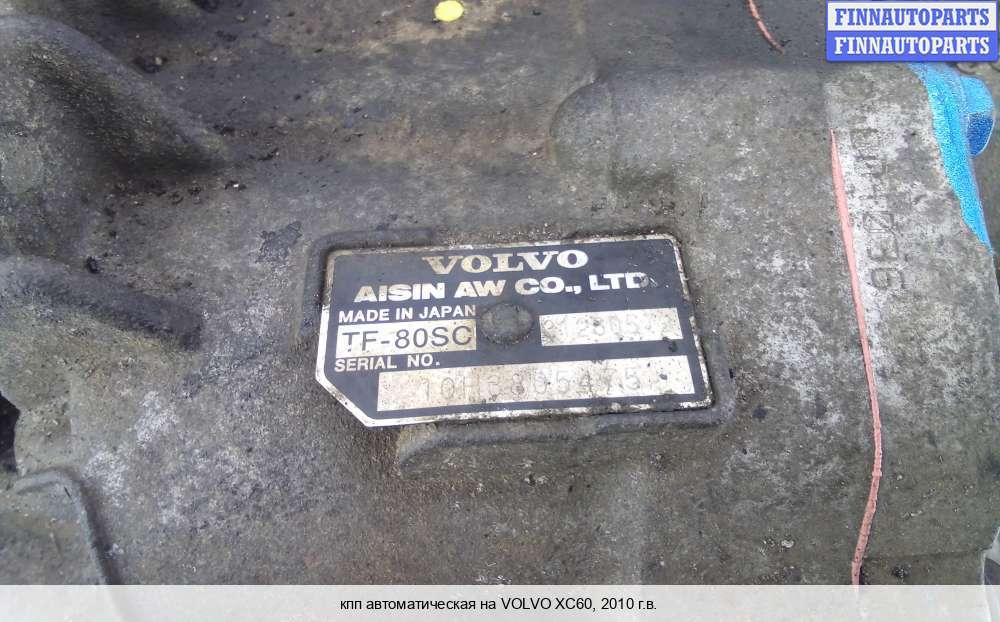 FINNAUTOPARTS
FINNAUTOPARTS
VOLVO
AISIN AW CO., LTD.
MADE IN JAPAN
TF-80SC
SERIAL NO.
кпп автоматическая на VOLVO XC60, 2010 г.в.